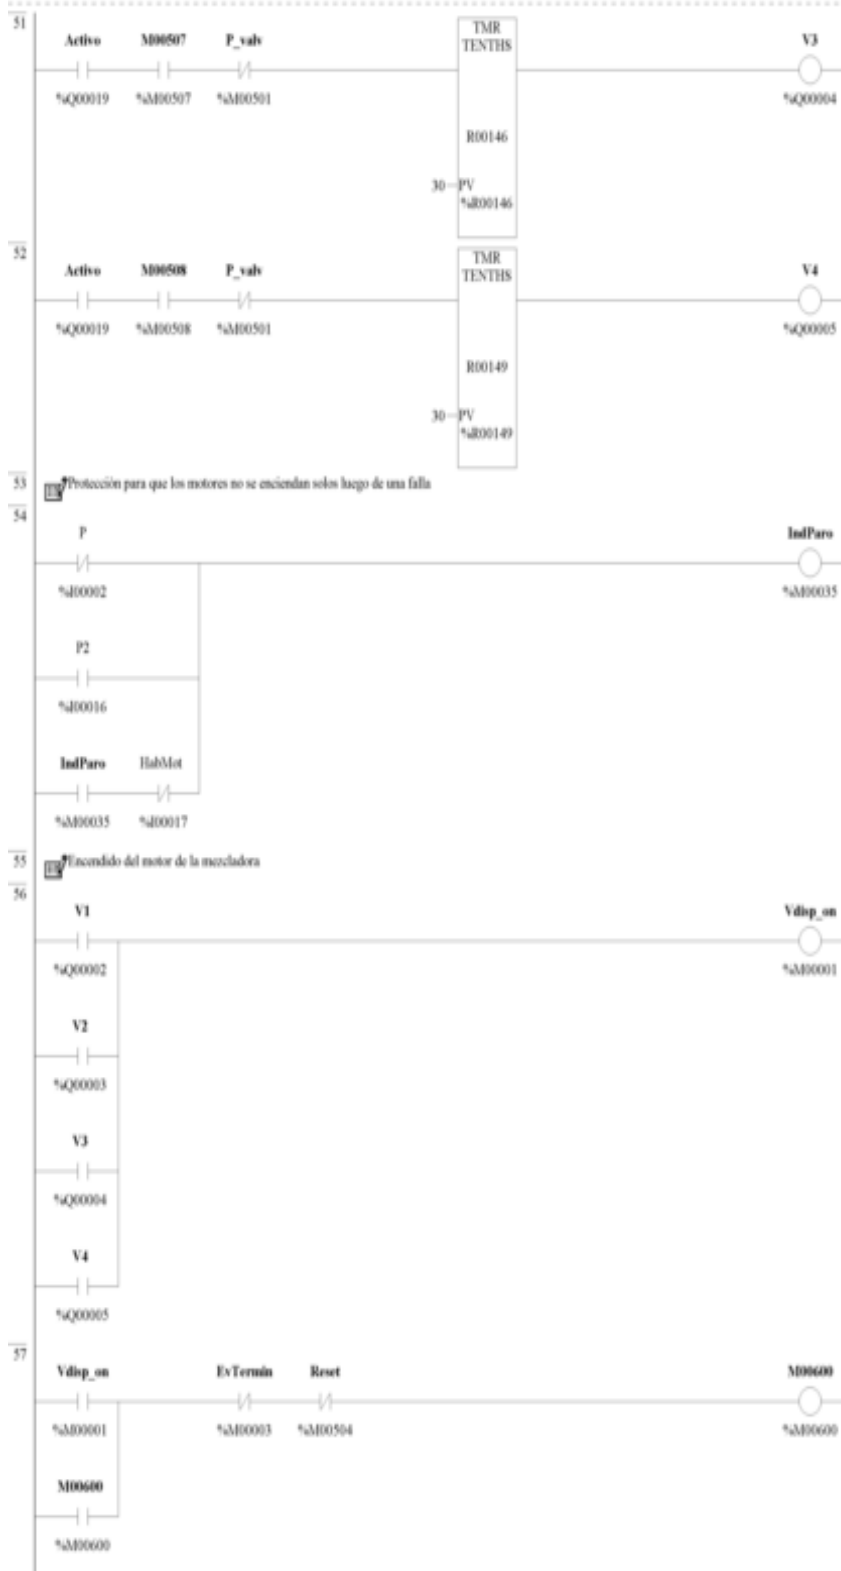 51
TMR
TENTHS
Activo M00507 P_valv V3
%Q00019 %M00507 %M00501 %Q00004
R00146
30 PV
%R00146
52
TMR
TENTHS
Activo M00508 P_valv V4
%Q00019 %M00508 %M00501 %Q00005
R00149
30 PV
%R00149
53
Protección para que los motores no se enciendan solos luego de una falla
54
P IndParo
%I00002 %M00035
P2
%I00016
IndParo HabMot
%M00035 %I00017
55
Encendido del motor de la mezcladora
56
V1 Vdisp_on
%Q00002 %M00001
V2
%Q00003
V3
%Q00004
V4
%Q00005
57
Vdisp_on EvTermin Reset M00600
%M00001 %M00003 %M00504 %M00600
M00600
%M00600